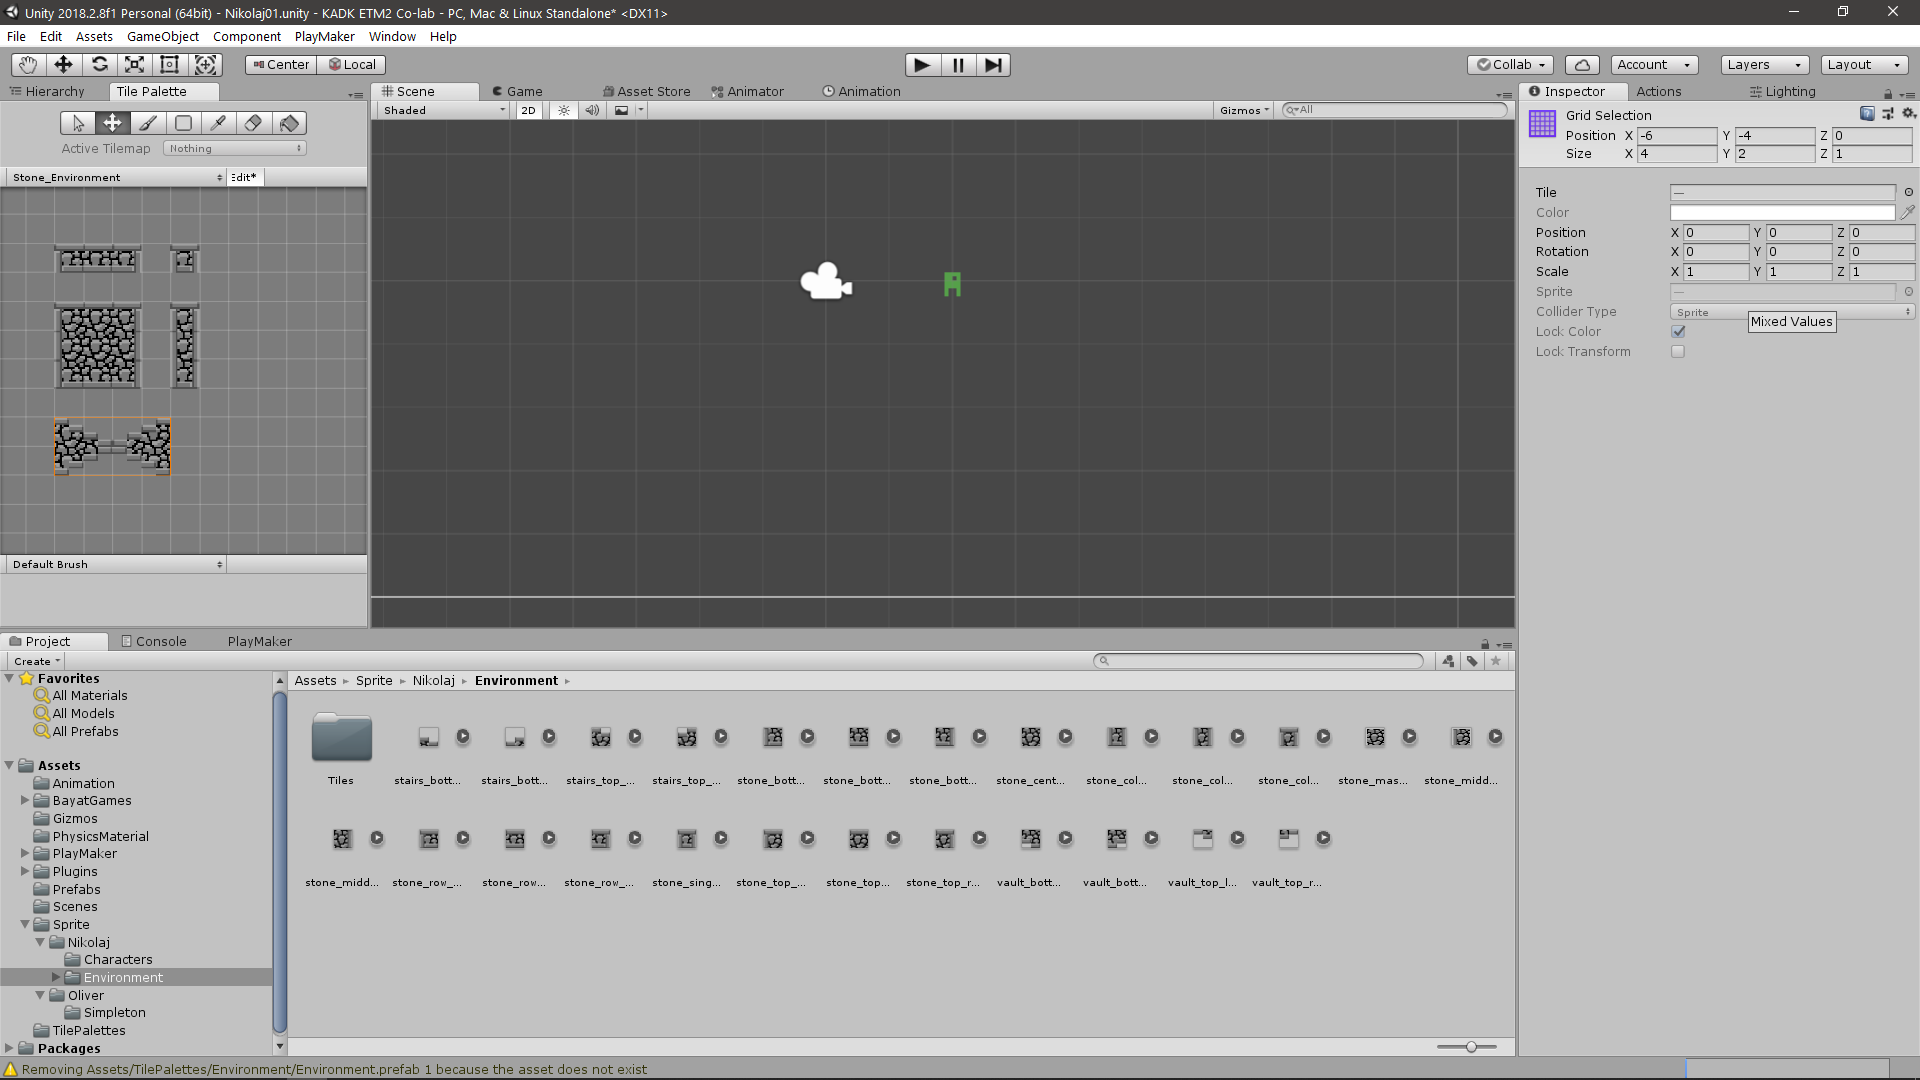 Unity 2018.2.8f1 Personal (64bit) - Nikolaj01.unity - KADK ETM2 Co-lab - PC, Mac & Linux Standalone* <DX11>
File Edit Assets GameObject Component PlayMaker Window Help
Center Local Collab Account Layers Layout
Hierarchy Tile Palette
Active Tilemap Nothing
Stone_Environment Edit*
Default Brush
Scene Game Asset Store Animator Animation
Shaded 2D Gizmos All
Inspector Actions Lighting
Grid Selection
Position X -6 Y -4 Z 0
Size X 4 Y 2 Z 1
Tile —
Color
Position X 0 Y 0 Z 0
Rotation X 0 Y 0 Z 0
Scale X 1 Y 1 Z 1
Sprite —
Collider Type Sprite
Mixed Values
Lock Color
Lock Transform
Project Console PlayMaker
Create
Favorites
All Materials
All Models
All Prefabs
Assets
Animation
BayatGames
Gizmos
PhysicsMaterial
PlayMaker
Plugins
Prefabs
Scenes
Sprite
Nikolaj
Characters
Environment
Oliver
Simpleton
TilePalettes
Packages
Assets Sprite Nikolaj Environment
Tiles stairs_bott... stairs_bott... stairs_top_... stairs_top_... stone_bott... stone_bott... stone_bott... stone_cent... stone_col... stone_col... stone_col... stone_mas... stone_midd...
stone_midd... stone_row_... stone_row... stone_row_... stone_sing... stone_top_... stone_top... stone_top_r... vault_bott... vault_bott... vault_top_l... vault_top_r...
Removing Assets/TilePalettes/Environment/Environment.prefab 1 because the asset does not exist